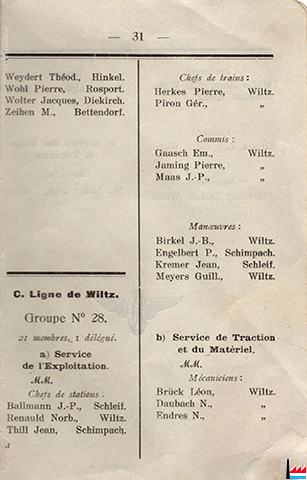 — 31 —
Weydert Théod., Hinkel.
Wohl Pierre, Rosport.
Wolter Jacques, Diekirch.
Zeihen M., Bettendorf.
C. Ligne de Wiltz.
Groupe N° 28.
21 membres, 1 délégué.
a) Service
de l'Exploitation.
MM.
Chefs de stations :
Ballmann J.-P., Schleif.
Renauld Norb., Wiltz.
Thill Jean, Schimpach.
Chefs de trains :
Herkes Pierre, Wiltz.
Piron Gér., „
Commis :
Gaasch Em., Wiltz.
Jaming Pierre, „
Maas J.-P., „
Manœuvres :
Birkel J.-B., Wiltz.
Engelbert P., Schimpach.
Kremer Jean, Schleif.
Meyers Guill., Wiltz.
b) Service de Traction
et du Matériel.
MM.
Mécaniciens :
Brück Léon, Wiltz.
Daubach N., „
Endres N., „